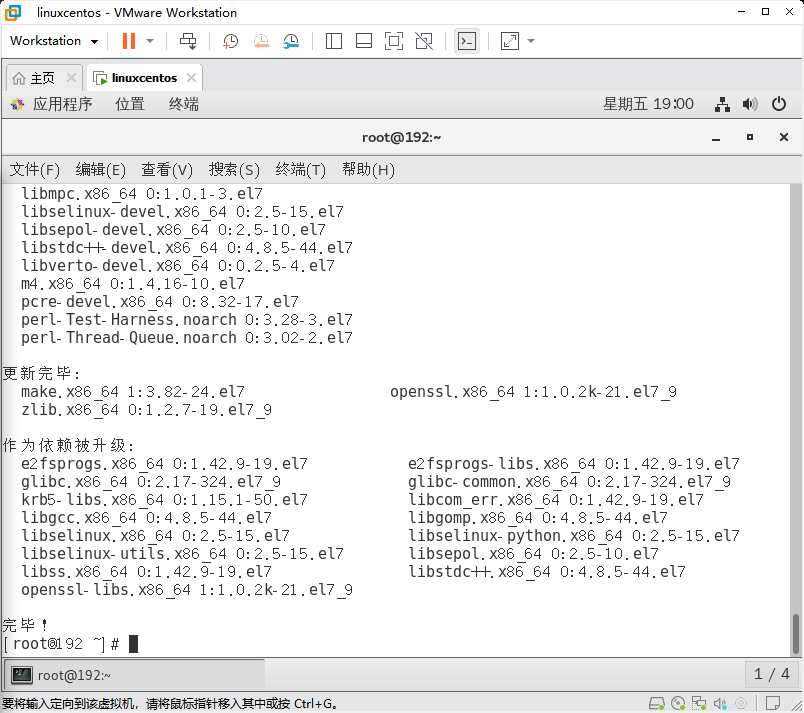 linuxcentos - VMware Workstation
Workstation
主页 linuxcentos
应用程序 位置 终端 星期五 19:00
root@192:~
文件(F) 编辑(E) 查看(V) 搜索(S) 终端(T) 帮助(H)
libmpc.x86_64 0:1.0.1-3.el7
libselinux-devel.x86_64 0:2.5-15.el7
libsepol-devel.x86_64 0:2.5-10.el7
libstdc++-devel.x86_64 0:4.8.5-44.el7
libverto-devel.x86_64 0:0.2.5-4.el7
m4.x86_64 0:1.4.16-10.el7
pcre-devel.x86_64 0:8.32-17.el7
perl-Test-Harness.noarch 0:3.28-3.el7
perl-Thread-Queue.noarch 0:3.02-2.el7
更新完毕:
make.x86_64 1:3.82-24.el7 openssl.x86_64 1:1.0.2k-21.el7_9
zlib.x86_64 0:1.2.7-19.el7_9
作为依赖被升级:
e2fsprogs.x86_64 0:1.42.9-19.el7 e2fsprogs-libs.x86_64 0:1.42.9-19.el7
glibc.x86_64 0:2.17-324.el7_9 glibc-common.x86_64 0:2.17-324.el7_9
krb5-libs.x86_64 0:1.15.1-50.el7 libcom_err.x86_64 0:1.42.9-19.el7
libgcc.x86_64 0:4.8.5-44.el7 libgomp.x86_64 0:4.8.5-44.el7
libselinux.x86_64 0:2.5-15.el7 libselinux-python.x86_64 0:2.5-15.el7
libselinux-utils.x86_64 0:2.5-15.el7 libsepol.x86_64 0:2.5-10.el7
libss.x86_64 0:1.42.9-19.el7 libstdc++.x86_64 0:4.8.5-44.el7
openssl-libs.x86_64 1:1.0.2k-21.el7_9
完毕！
[root@192 ~]#
root@192:~ 1 / 4
要将输入定向到该虚拟机，请将鼠标指针移入其中或按 Ctrl+G。